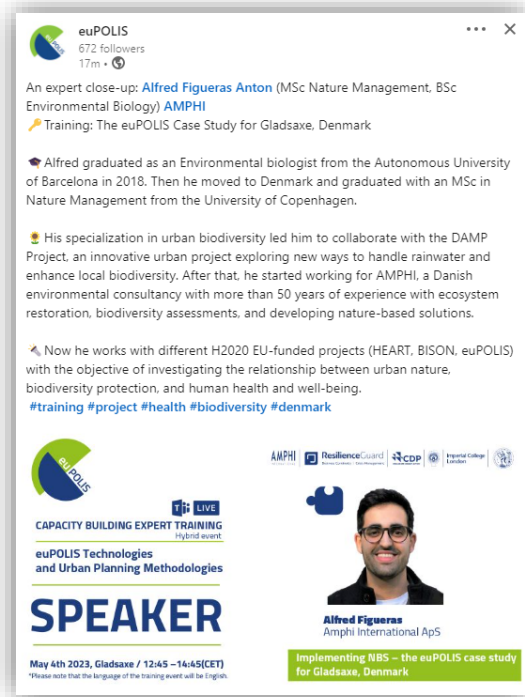 euPOLIS
672 followers
17m •
An expert close-up: Alfred Figueras Anton (MSc Nature Management, BSc
Environmental Biology) AMPHI
🔑Training: The euPOLIS Case Study for Gladsaxe, Denmark
🎓Alfred graduated as an Environmental biologist from the Autonomous University
of Barcelona in 2018. Then he moved to Denmark and graduated with an MSc in
Nature Management from the University of Copenhagen.
🌻His specialization in urban biodiversity led him to collaborate with the DAMP
Project, an innovative urban project exploring new ways to handle rainwater and
enhance local biodiversity. After that, he started working for AMPHI, a Danish
environmental consultancy with more than 50 years of experience with ecosystem
restoration, biodiversity assessments, and developing nature-based solutions.
Now he works with different H2020 EU-funded projects (HEART, BISON, euPOLIS)
with the objective of investigating the relationship between urban nature,
biodiversity protection, and human health and well-being.
#training #project #health #biodiversity #denmark
euPOLIS
LIVE
CAPACITY BUILDING EXPERT TRAINING
Hybrid event
euPOLIS Technologies
and Urban Planning Methodologies
SPEAKER
May 4th 2023, Gladsaxe / 12:45 –14:45(CET)
*Please note that the language of the training event will be English.
AMPHI
ResilienceGuard
CDP
Imperial College
London
Alfred Figueras
Amphi International ApS
Implementing NBS – the euPOLIS case study
for Gladsaxe, Denmark